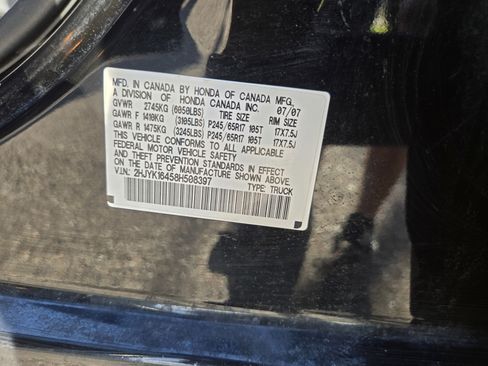 MFD. IN CANADA BY HONDA OF CANADA MFG.
A DIVISION OF HONDA CANADA INC. 07/07
GVWR 2745KG (6050LBS) TIRE SIZE RIM SIZE
GAWR F 1410KG (3105LBS) P245/65R17 105T 17X7.5J
GAWR R 1475KG (3245LBS) P245/65R17 105T 17X7.5J
THIS VEHICLE CONFORMS TO ALL APPLICABLE
FEDERAL MOTOR VEHICLE SAFETY
AND THEFT PREVENTION STANDARDS IN EFFECT
ON THE DATE OF MANUFACTURE SHOWN ABOVE.
V.I.N.: 2HJYK16458H508397
TYPE: TRUCK